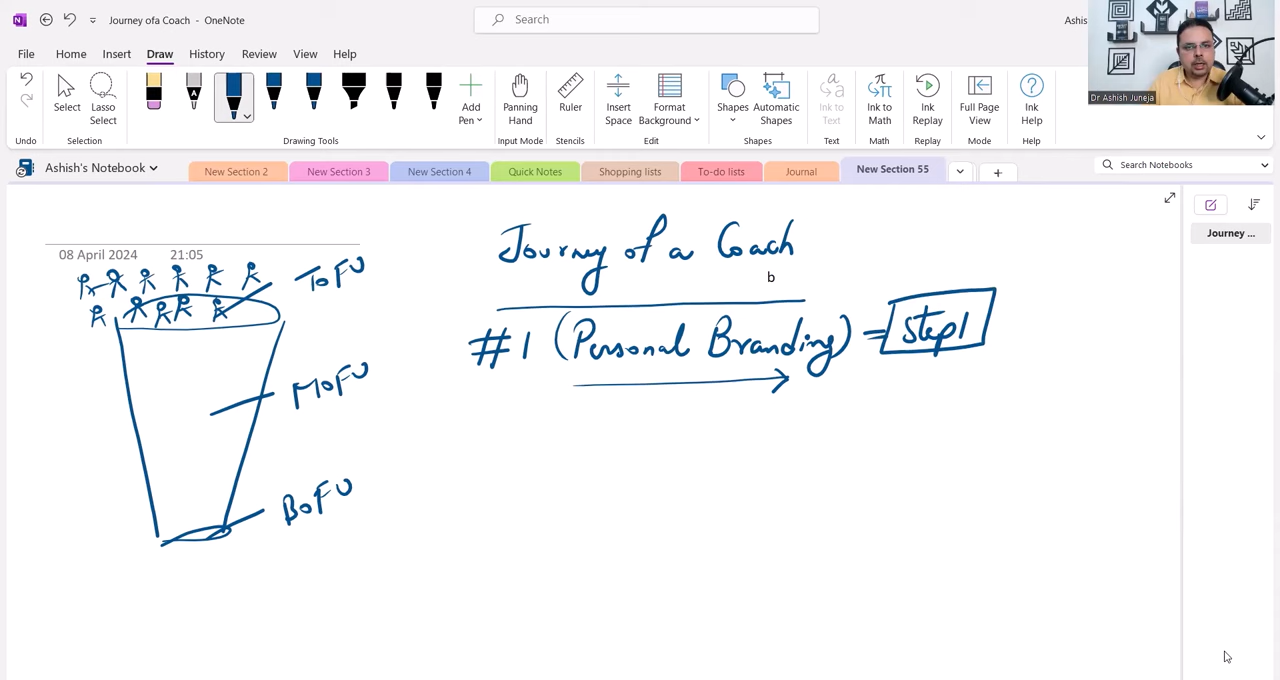 Journey ofa Coach - OneNote
Search
Ashis
File Home Insert Draw History Review View Help
Undo
Select
Lasso Select
Add Pen
Panning Hand
Ruler
Insert Space
Format Background
Shapes
Automatic Shapes
Ink to Text
Ink to Math
Ink Replay
Full Page View
Ink Help
Selection
Drawing Tools
Input Mode
Stencils
Edit
Shapes
Text
Math
Replay
Mode
Help
Dr Ashish Juneja
Ashish's Notebook
New Section 2
New Section 3
New Section 4
Quick Notes
Shopping lists
To-do lists
Journal
New Section 55
Search Notebooks
Journey ...
08 April 2024 21:05
Journey of a Coach
b
#1 (Personal Branding) = Step1
ToFU
MoFU
BoFU